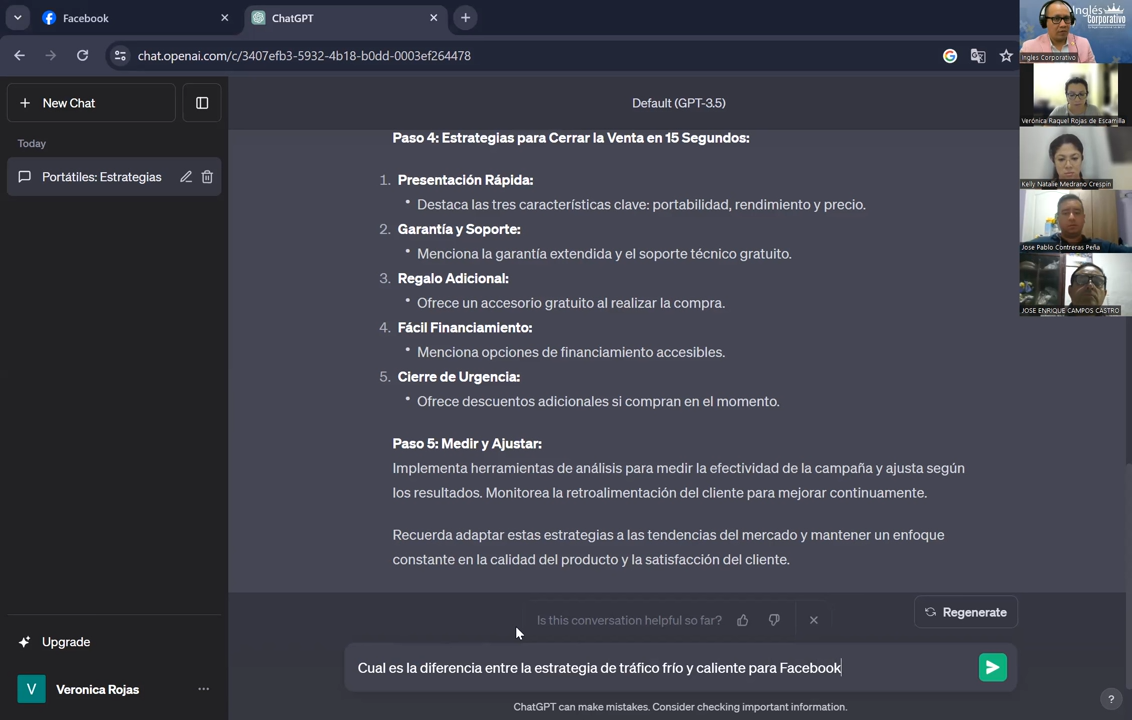 Facebook
ChatGPT
chat.openai.com/c/3407efb3-5932-4b18-b0dd-0003ef264478
New Chat
Today
Portátiles: Estrategias
Default (GPT-3.5)
Paso 4: Estrategias para Cerrar la Venta en 15 Segundos:
1. Presentación Rápida:
• Destaca las tres características clave: portabilidad, rendimiento y precio.
2. Garantía y Soporte:
• Menciona la garantía extendida y el soporte técnico gratuito.
3. Regalo Adicional:
• Ofrece un accesorio gratuito al realizar la compra.
4. Fácil Financiamiento:
• Menciona opciones de financiamiento accesibles.
5. Cierre de Urgencia:
• Ofrece descuentos adicionales si compran en el momento.
Paso 5: Medir y Ajustar:
Implementa herramientas de análisis para medir la efectividad de la campaña y ajusta según
los resultados. Monitorea la retroalimentación del cliente para mejorar continuamente.
Recuerda adaptar estas estrategias a las tendencias del mercado y mantener un enfoque
constante en la calidad del producto y la satisfacción del cliente.
Is this conversation helpful so far?
Regenerate
Cual es la diferencia entre la estrategia de tráfico frío y caliente para Facebook
ChatGPT can make mistakes. Consider checking important information.
?
Upgrade
V
Veronica Rojas
Inglés
Corporativo
Ingles Corporativo
Verónica Raquel Rojas de Escamilla
Kelly Natalie Medrano Crespin
Jose Pablo Contreras Peña
JOSE ENRIQUE CAMPOS CASTRO